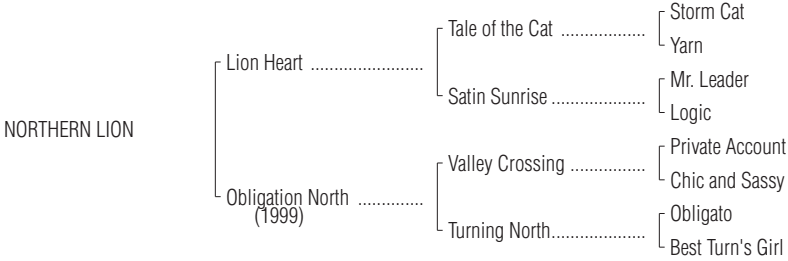 Storm Cat
Tale of the Cat ..................
Yarn
Lion Heart ........................
Mr. Leader
Satin Sunrise ....................
Logic
NORTHERN LION
Private Account
Valley Crossing ................
Chic and Sassy
Obligation North ..............
(1999)
Obligato
Turning North....................
Best Turn's Girl